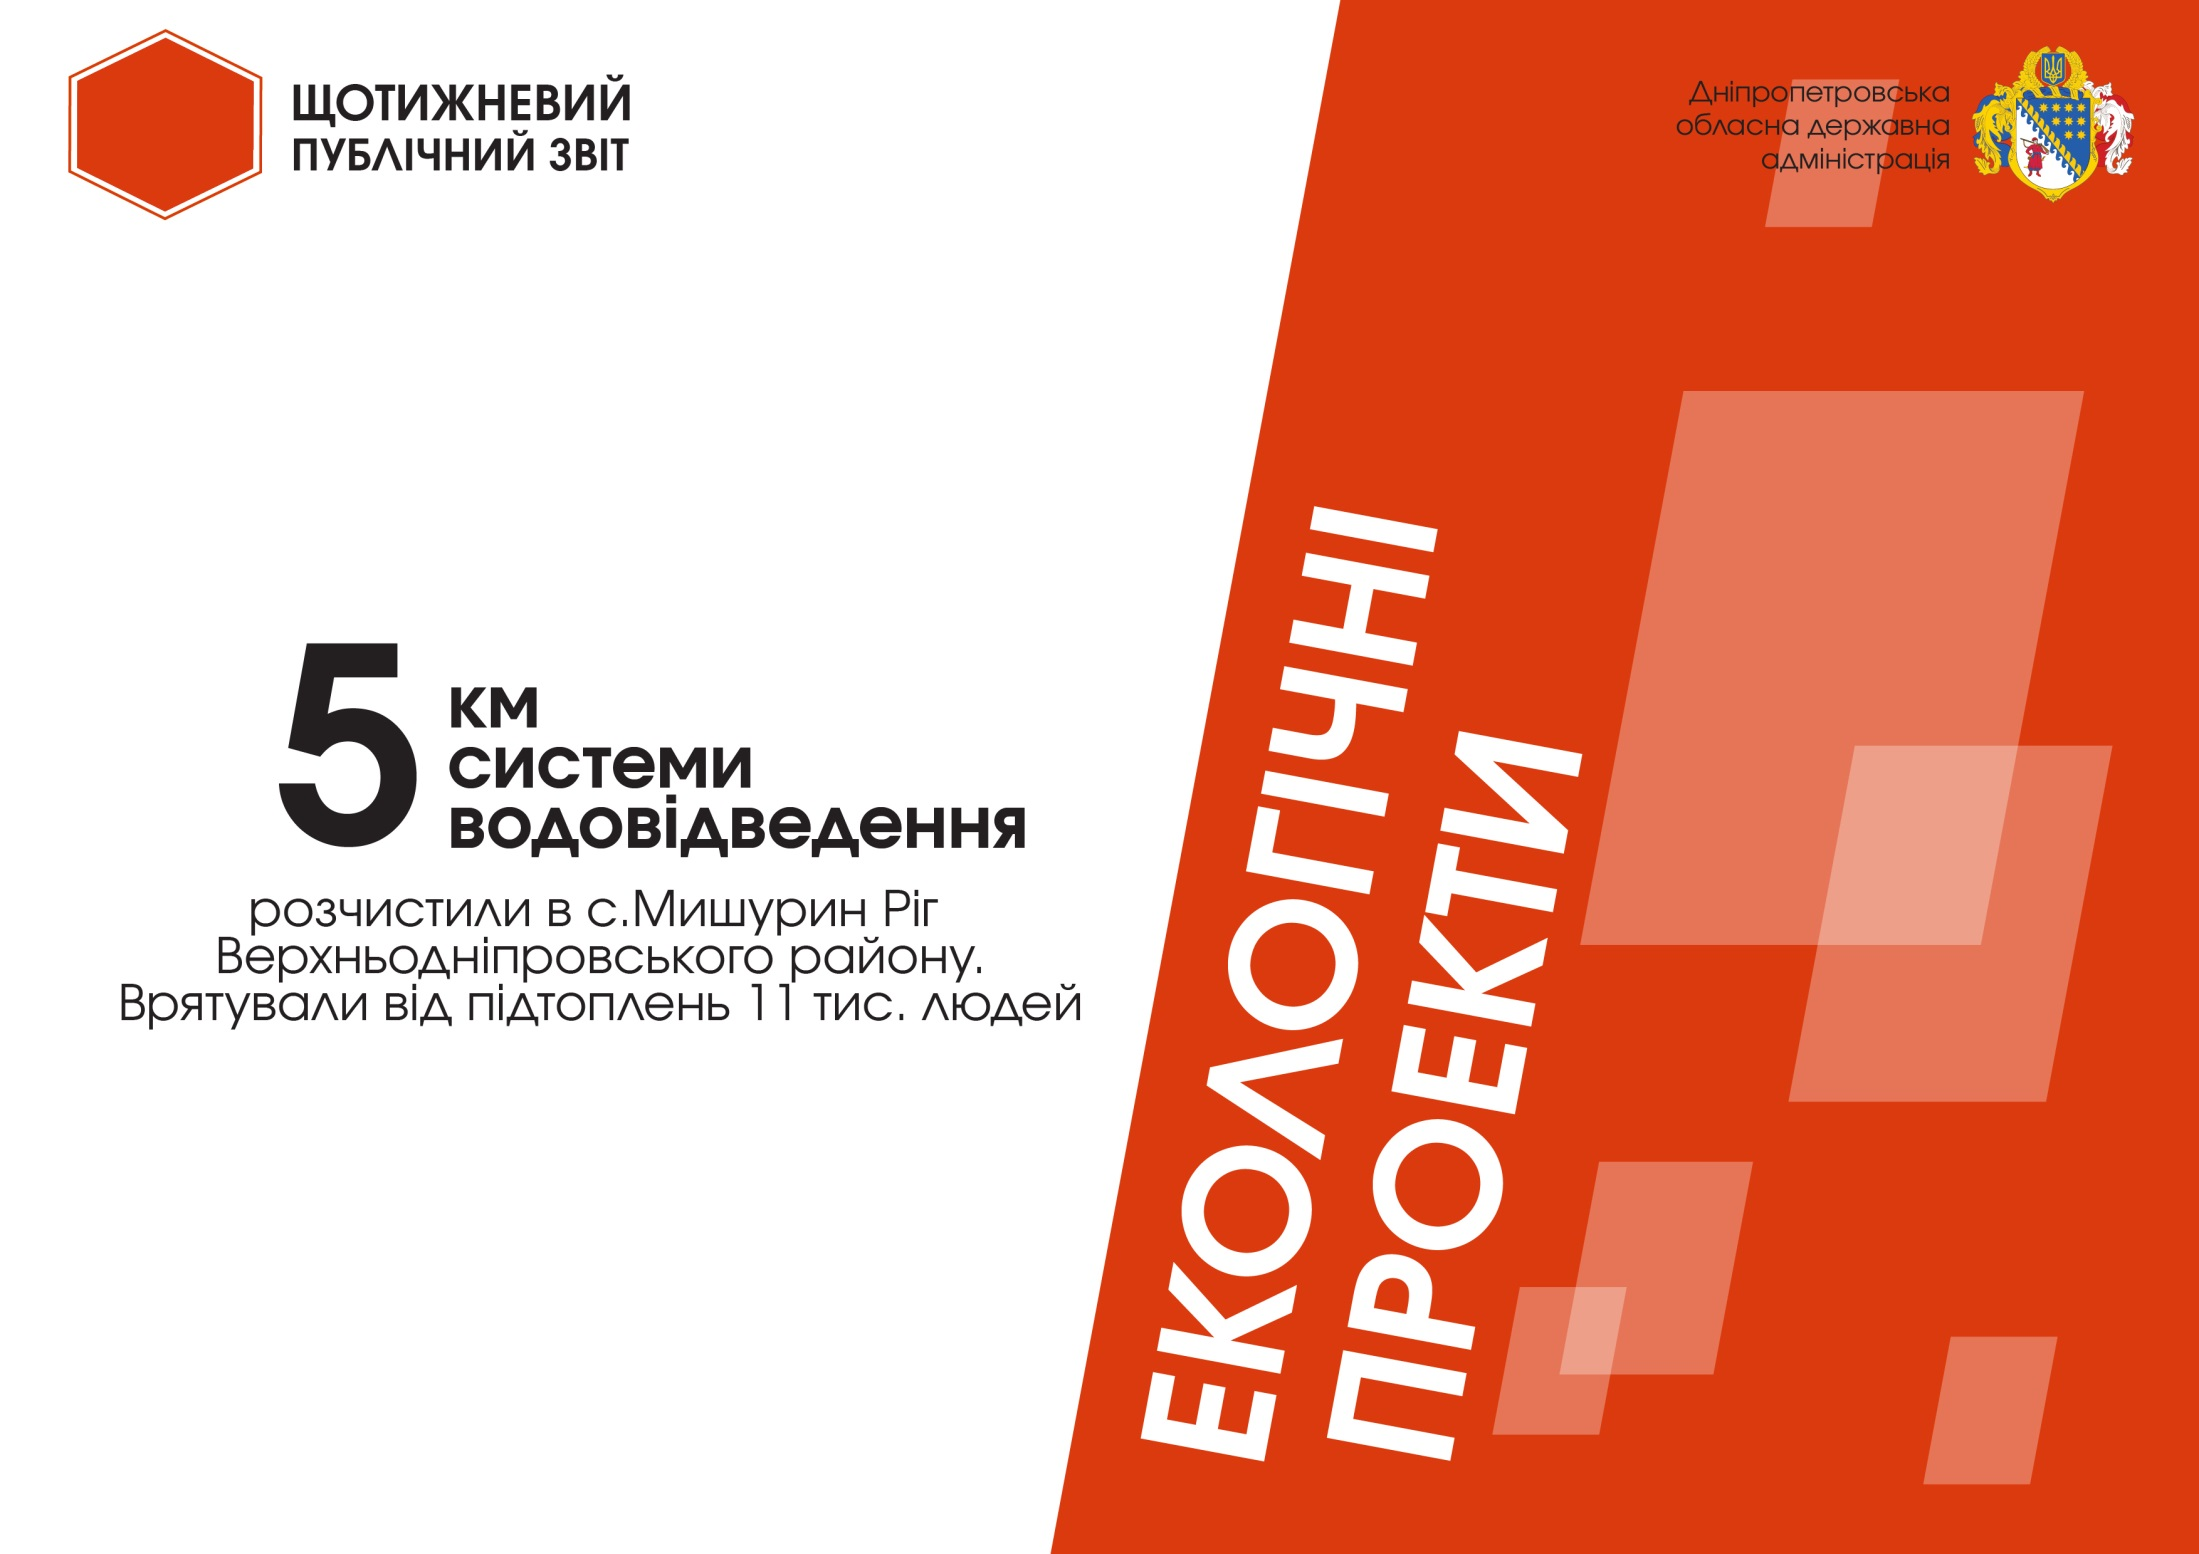 ЩОТИЖНЕВИЙ
ПУБЛІЧНИЙ ЗВІТ
Дніпропетровська
обласна державна
адміністрація
5 км
системи
водовідведення
розчистили в с.Мишурин Ріг
Верхньодніпровського району.
Врятували від підтоплень 11 тис. людей
ЕКОЛОГІЧНІ
ПРОЕКТИ